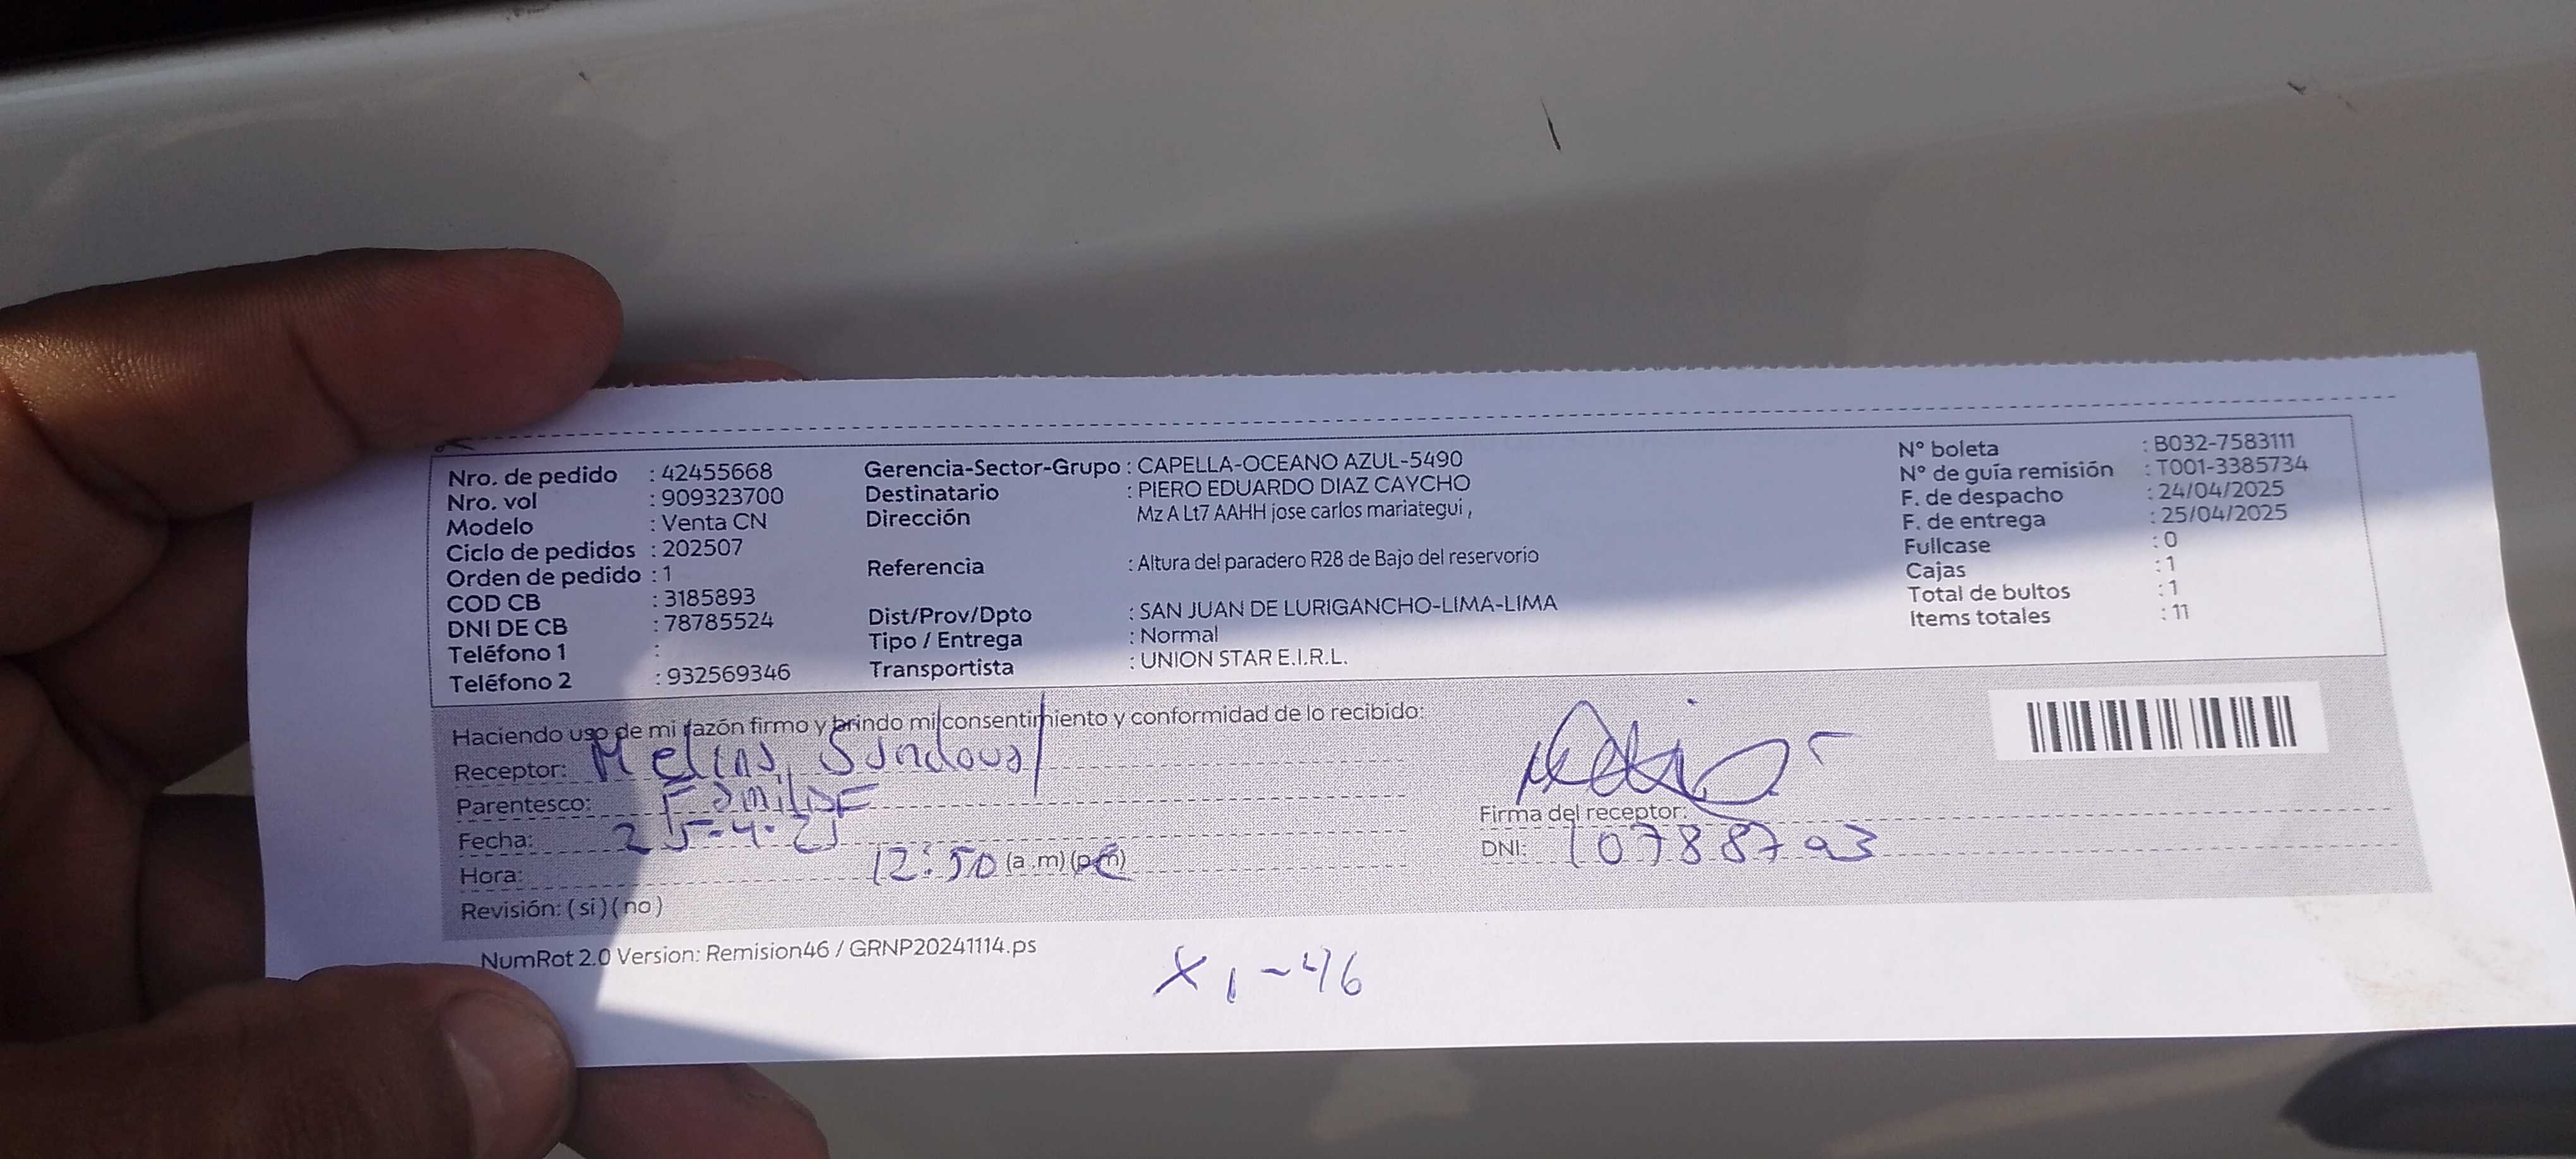 Nro. de pedido : 42455668
Nro. vol : 909323700
Modelo : Venta CN
Ciclo de pedidos : 202507
Orden de pedido : 1
COD CB : 3185893
DNI DE CB : 78785524
Teléfono 1 :
Teléfono 2 : 932569346
Gerencia-Sector-Grupo : CAPELLA-OCEANO AZUL-5490
Destinatario : PIERO EDUARDO DIAZ CAYCHO
Dirección Mz A Lt7 AAHH jose carlos mariategui ,
Referencia : Altura del paradero R28 de Bajo del reservorio
Dist/Prov/Dpto : SAN JUAN DE LURIGANCHO-LIMA-LIMA
Tipo / Entrega : Normal
Transportista : UNION STAR E.I.R.L.
N° boleta : B032-7583111
N° de guía remisión : T001-3385734
F. de despacho : 24/04/2025
F. de entrega : 25/04/2025
Fullcase : 0
Cajas : 1
Total de bultos : 1
Items totales : 11
Haciendo uso de mi razón firmo y brindo mi consentimiento y conformidad de lo recibido:
Receptor: Sandoval
Parentesco: Familar
Fecha: 25-4-25
Hora: 12:50 (a .m) (p.m)
Revisión: ( si ) ( no )
Firma del receptor:
DNI: 10788793
NumRot 2.0 Version: Remision46 / GRNP20241114.ps
X 1-46